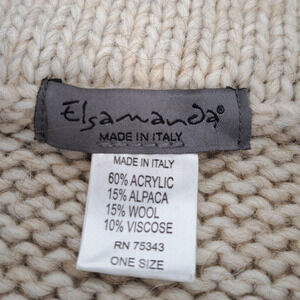 Elsamanda®
MADE IN ITALY
MADE IN ITALY
60% ACRYLIC
15% ALPACA
15% WOOL
10% VISCOSE
RN 75343
ONE SIZE